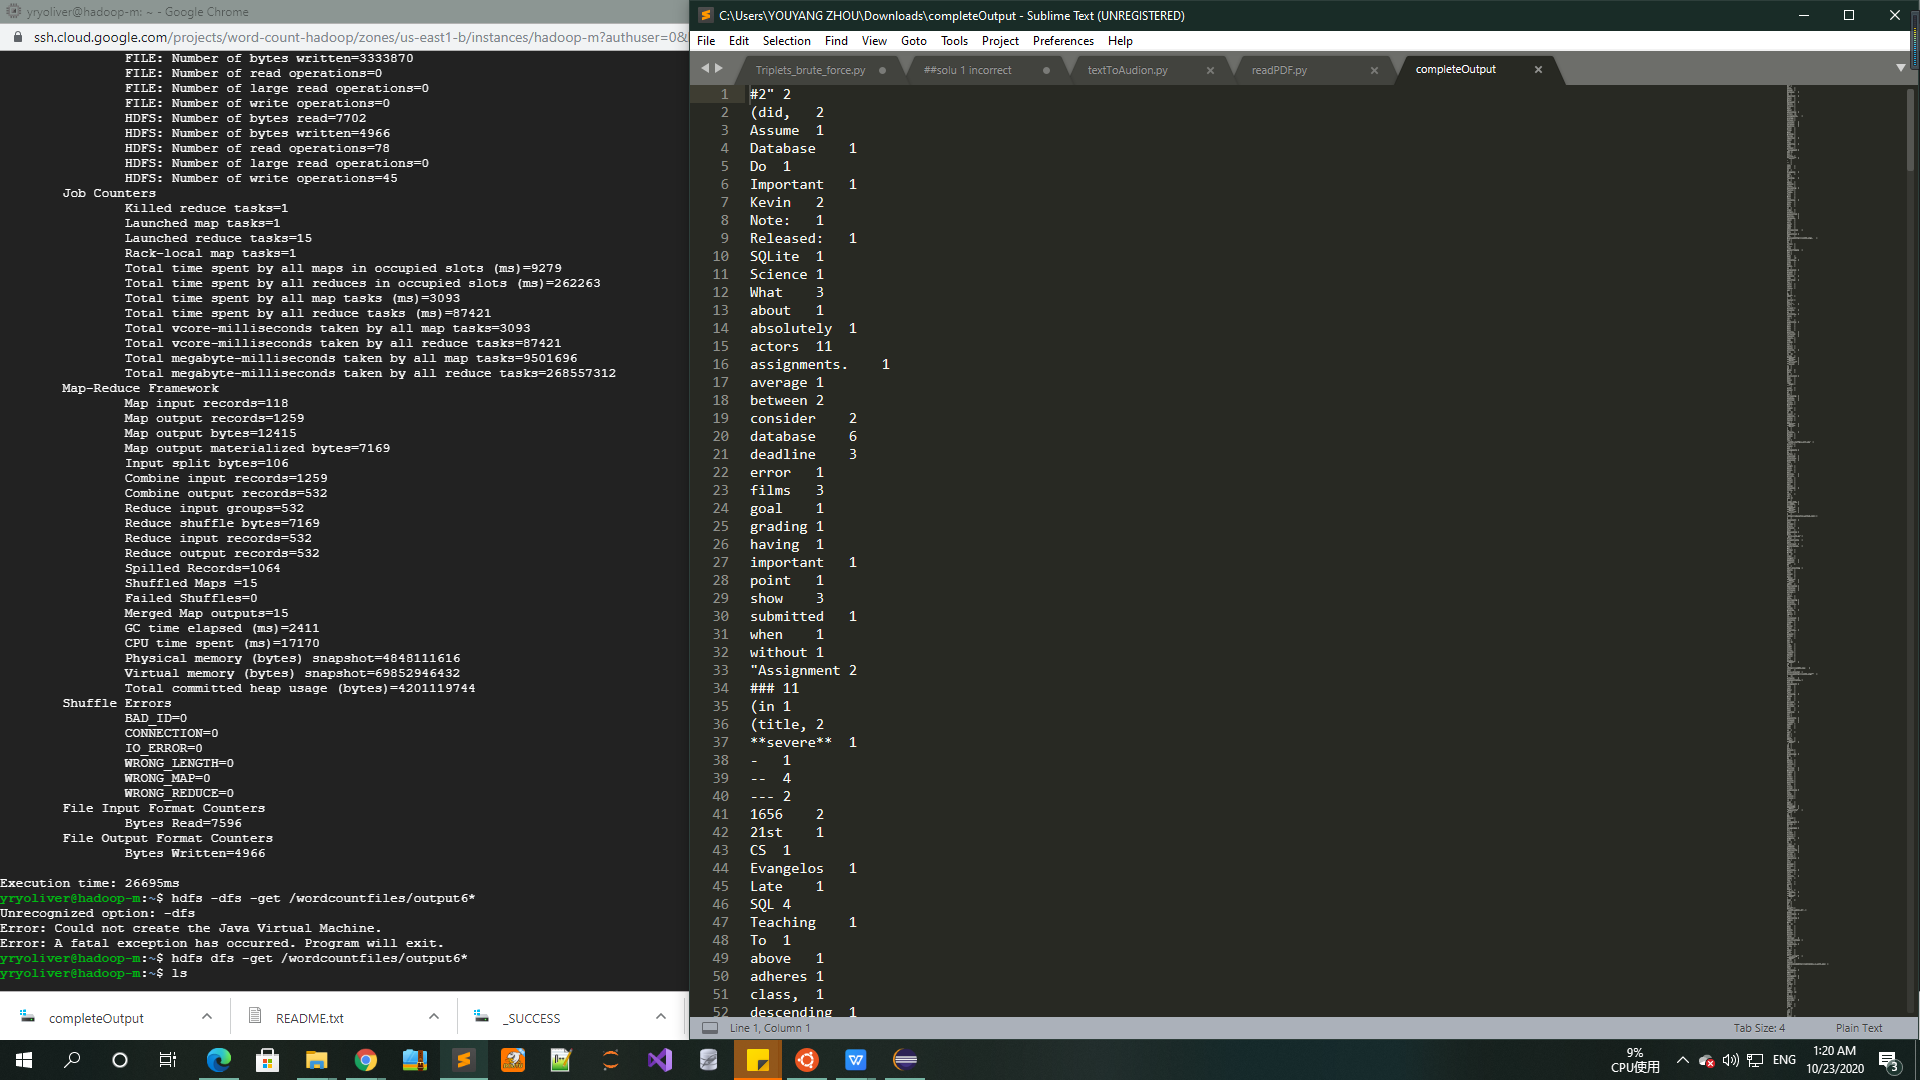 yryoliver@hadoop-m: ~ - Google Chrome
ssh.cloud.google.com/projects/word-count-hadoop/zones/us-east1-b/instances/hadoop-m?authuser=0&
FILE: Number of bytes written=3333870
FILE: Number of read operations=0
FILE: Number of large read operations=0
FILE: Number of write operations=0
HDFS: Number of bytes read=7702
HDFS: Number of bytes written=4966
HDFS: Number of read operations=78
HDFS: Number of large read operations=0
HDFS: Number of write operations=45
Job Counters
Killed reduce tasks=1
Launched map tasks=1
Launched reduce tasks=15
Rack-local map tasks=1
Total time spent by all maps in occupied slots (ms)=9279
Total time spent by all reduces in occupied slots (ms)=262263
Total time spent by all map tasks (ms)=3093
Total time spent by all reduce tasks (ms)=87421
Total vcore-milliseconds taken by all map tasks=3093
Total vcore-milliseconds taken by all reduce tasks=87421
Total megabyte-milliseconds taken by all map tasks=9501696
Total megabyte-milliseconds taken by all reduce tasks=268557312
Map-Reduce Framework
Map input records=118
Map output records=1259
Map output bytes=12415
Map output materialized bytes=7169
Input split bytes=106
Combine input records=1259
Combine output records=532
Reduce input groups=532
Reduce shuffle bytes=7169
Reduce input records=532
Reduce output records=532
Spilled Records=1064
Shuffled Maps =15
Failed Shuffles=0
Merged Map outputs=15
GC time elapsed (ms)=2411
CPU time spent (ms)=17170
Physical memory (bytes) snapshot=4848111616
Virtual memory (bytes) snapshot=69852946432
Total committed heap usage (bytes)=4201119744
Shuffle Errors
BAD_ID=0
CONNECTION=0
IO_ERROR=0
WRONG_LENGTH=0
WRONG_MAP=0
WRONG_REDUCE=0
File Input Format Counters
Bytes Read=7596
File Output Format Counters
Bytes Written=4966
Execution time: 26695ms
yryoliver@hadoop-m:~$ hdfs -dfs -get /wordcountfiles/output6*
Unrecognized option: -dfs
Error: Could not create the Java Virtual Machine.
Error: A fatal exception has occurred. Program will exit.
yryoliver@hadoop-m:~$ hdfs dfs -get /wordcountfiles/output6*
yryoliver@hadoop-m:~$ ls
completeOutput README.txt _SUCCESS
C:\Users\YOUYANG ZHOU\Downloads\completeOutput - Sublime Text (UNREGISTERED)
File Edit Selection Find View Goto Tools Project Preferences Help
Triplets_brute_force.py ##solu 1 incorrect textToAudion.py readPDF.py completeOutput
1 #2" 2
2 (did, 2
3 Assume 1
4 Database 1
5 Do 1
6 Important 1
7 Kevin 2
8 Note: 1
9 Released: 1
10 SQLite 1
11 Science 1
12 What 3
13 about 1
14 absolutely 1
15 actors 11
16 assignments. 1
17 average 1
18 between 2
19 consider 2
20 database 6
21 deadline 3
22 error 1
23 films 3
24 goal 1
25 grading 1
26 having 1
27 important 1
28 point 1
29 show 3
30 submitted 1
31 when 1
32 without 1
33 "Assignment 2
34 ### 11
35 (in 1
36 (title, 2
37 **severe** 1
38 - 1
39 -- 4
40 --- 2
41 1656 2
42 21st 1
43 CS 1
44 Evangelos 1
45 Late 1
46 SQL 4
47 Teaching 1
48 To 1
49 above 1
50 adheres 1
51 class, 1
52 descending 1
Line 1, Column 1 Tab Size: 4 Plain Text
9%
CPU使用
ENG
1:20 AM
10/23/2020
3